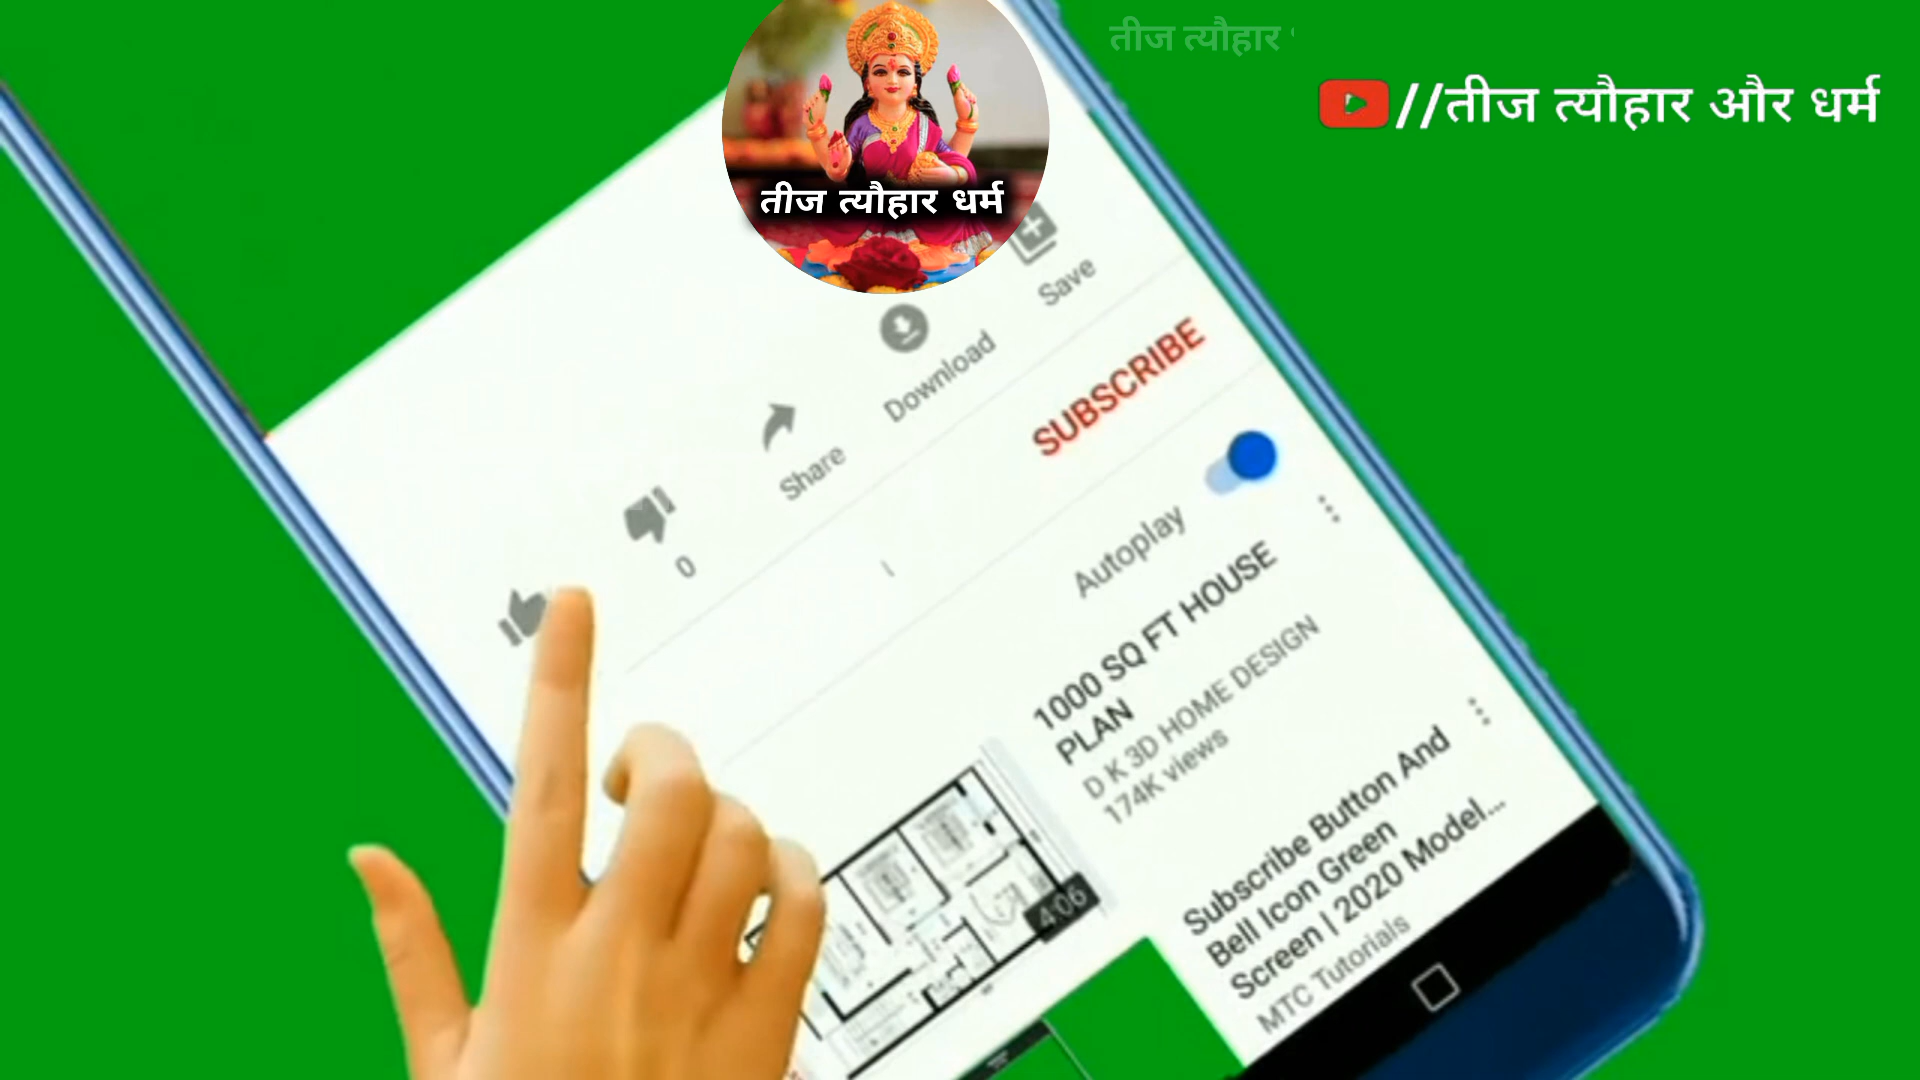 तीज त्यौहार
//तीज त्यौहार और धर्म
तीज त्यौहार धर्म
Save
Download
Share
0
SUBSCRIBE
Autoplay
1000 SQ FT HOUSE
PLAN
D K 3D HOME DESIGN
174K views
4:06
Subscribe Button And
Bell Icon Green
Screen | 2020 Model...
MTC Tutorials